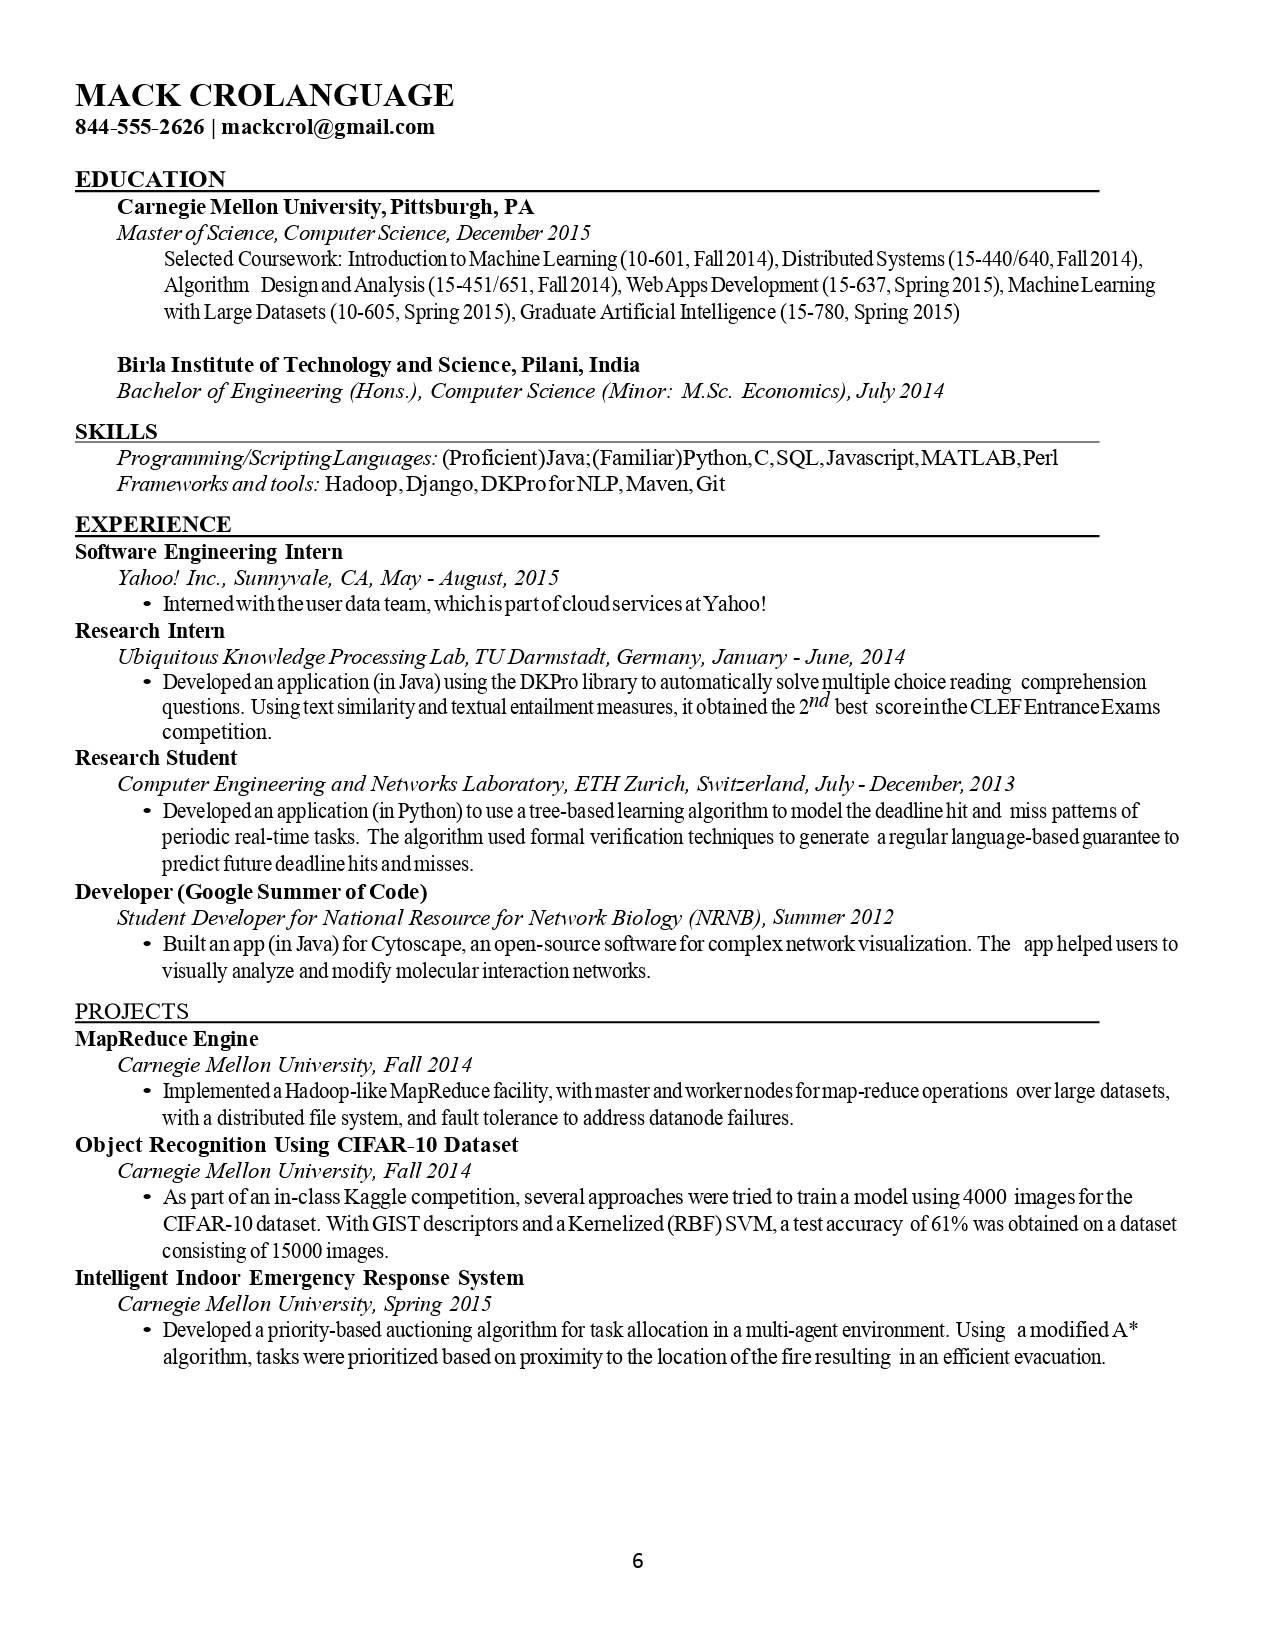 MACK CROLANGUAGE
844-555-2626 | mackcrol@gmail.com
EDUCATION
Carnegie Mellon University, Pittsburgh, PA
Master of Science, Computer Science, December 2015
Selected Coursework: Introduction to Machine Learning (10-601, Fall 2014), Distributed Systems (15-440/640, Fall 2014),
Algorithm Design and Analysis (15-451/651, Fall 2014), Web Apps Development (15-637, Spring 2015), Machine Learning
with Large Datasets (10-605, Spring 2015), Graduate Artificial Intelligence (15-780, Spring 2015)
Birla Institute of Technology and Science, Pilani, India
Bachelor of Engineering (Hons.), Computer Science (Minor: M.Sc. Economics), July 2014
SKILLS
Programming/Scripting Languages: (Proficient) Java; (Familiar) Python, C, SQL, Javascript, MATLAB, Perl
Frameworks and tools: Hadoop, Django, DKPro for NLP, Maven, Git
EXPERIENCE
Software Engineering Intern
Yahoo! Inc., Sunnyvale, CA, May - August, 2015
• Interned with the user data team, which is part of cloud services at Yahoo!
Research Intern
Ubiquitous Knowledge Processing Lab, TU Darmstadt, Germany, January - June, 2014
• Developed an application (in Java) using the DKPro library to automatically solve multiple choice reading comprehension
questions. Using text similarity and textual entailment measures, it obtained the 2nd best score in the CLEF Entrance Exams
competition.
Research Student
Computer Engineering and Networks Laboratory, ETH Zurich, Switzerland, July - December, 2013
• Developed an application (in Python) to use a tree-based learning algorithm to model the deadline hit and miss patterns of
periodic real-time tasks. The algorithm used formal verification techniques to generate a regular language-based guarantee to
predict future deadline hits and misses.
Developer (Google Summer of Code)
Student Developer for National Resource for Network Biology (NRNB), Summer 2012
• Built an app (in Java) for Cytoscape, an open-source software for complex network visualization. The app helped users to
visually analyze and modify molecular interaction networks.
PROJECTS
MapReduce Engine
Carnegie Mellon University, Fall 2014
• Implemented a Hadoop-like MapReduce facility, with master and worker nodes for map-reduce operations over large datasets,
with a distributed file system, and fault tolerance to address datanode failures.
Object Recognition Using CIFAR-10 Dataset
Carnegie Mellon University, Fall 2014
• As part of an in-class Kaggle competition, several approaches were tried to train a model using 4000 images for the
CIFAR-10 dataset. With GIST descriptors and a Kernelized (RBF) SVM, a test accuracy of 61% was obtained on a dataset
consisting of 15000 images.
Intelligent Indoor Emergency Response System
Carnegie Mellon University, Spring 2015
• Developed a priority-based auctioning algorithm for task allocation in a multi-agent environment. Using a modified A*
algorithm, tasks were prioritized based on proximity to the location of the fire resulting in an efficient evacuation.
6